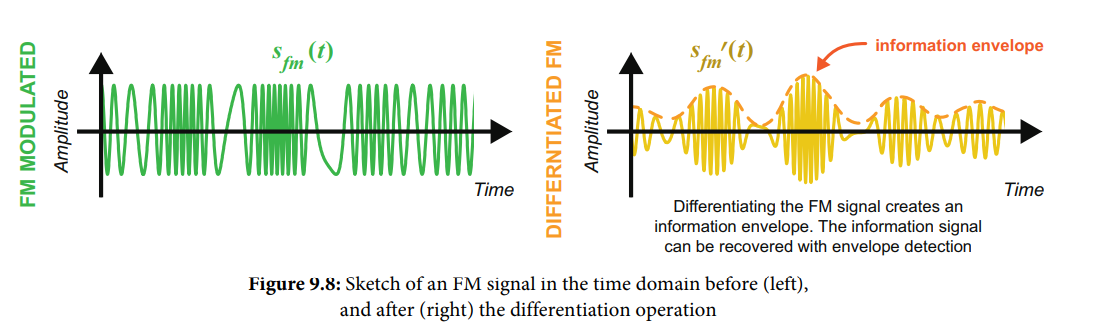 FM MODULATED
s_fm (t)
Amplitude
Time
DIFFERNTIATED FM
s_fm′(t)
information envelope
Amplitude
Time
Differentiating the FM signal creates an
information envelope. The information signal
can be recovered with envelope detection
Figure 9.8: Sketch of an FM signal in the time domain before (left),
and after (right) the differentiation operation